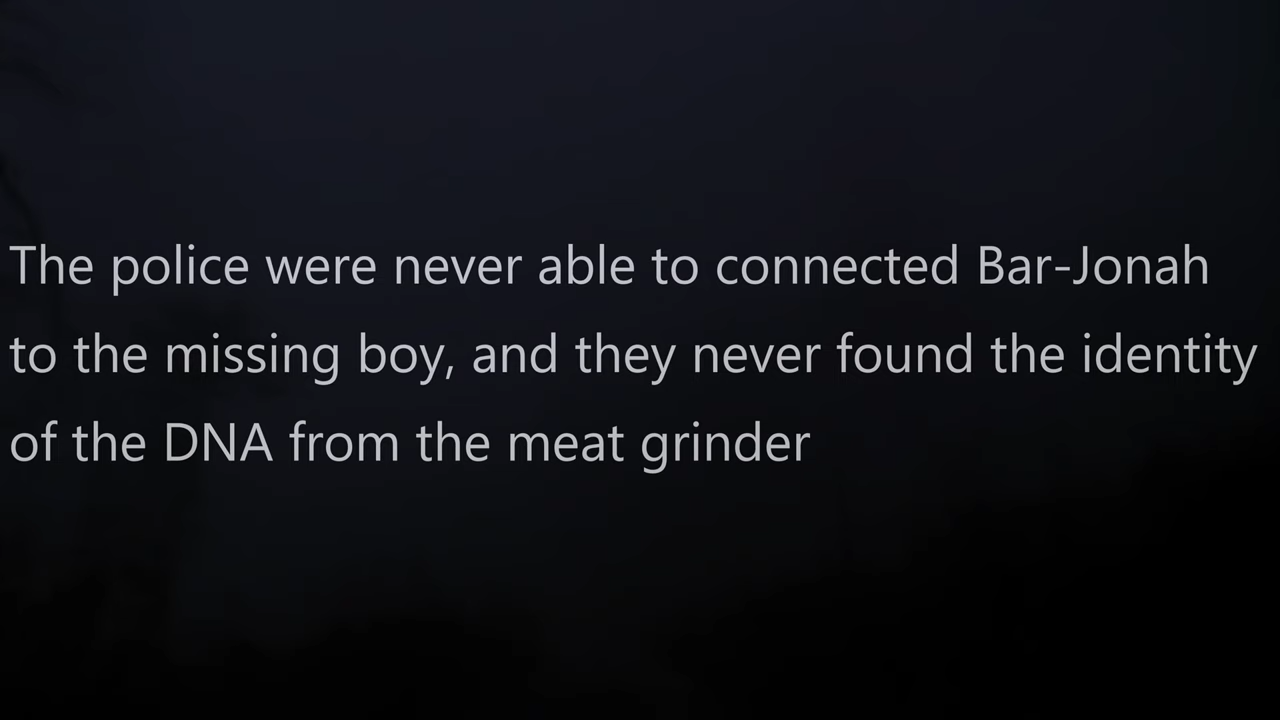 The police were never able to connected Bar-Jonah
to the missing boy, and they never found the identity
of the DNA from the meat grinder